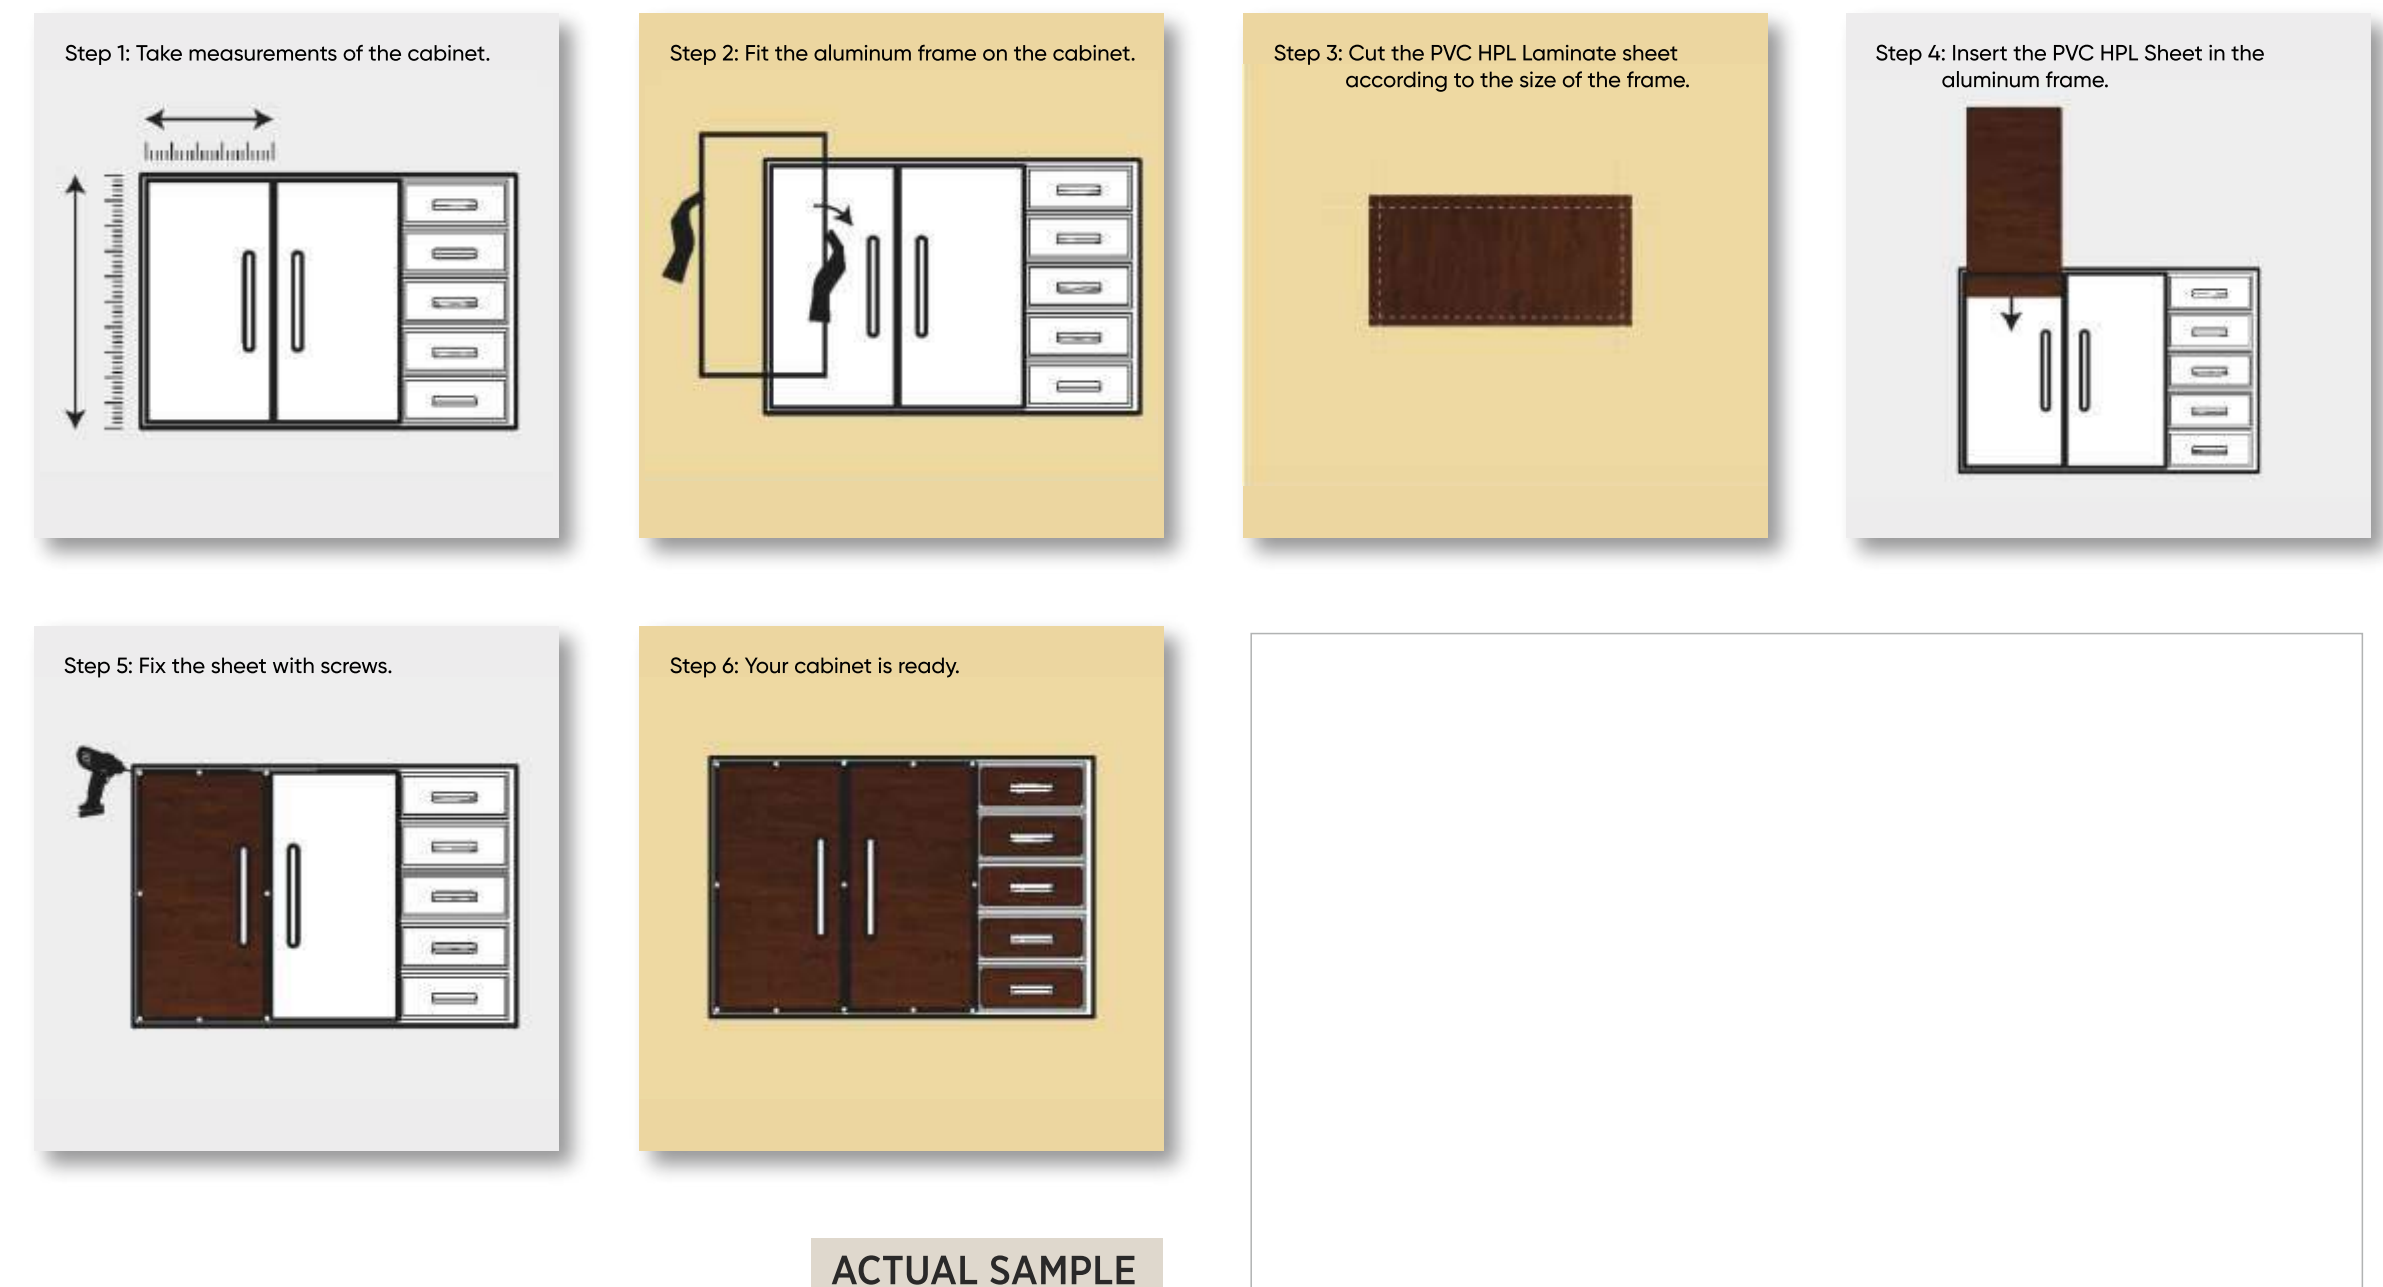 Step 1: Take measurements of the cabinet.
Step 2: Fit the aluminum frame on the cabinet.
Step 3: Cut the PVC HPL Laminate sheet
according to the size of the frame.
Step 4: Insert the PVC HPL Sheet in the
aluminum frame.
Step 5: Fix the sheet with screws.
Step 6: Your cabinet is ready.
ACTUAL SAMPLE